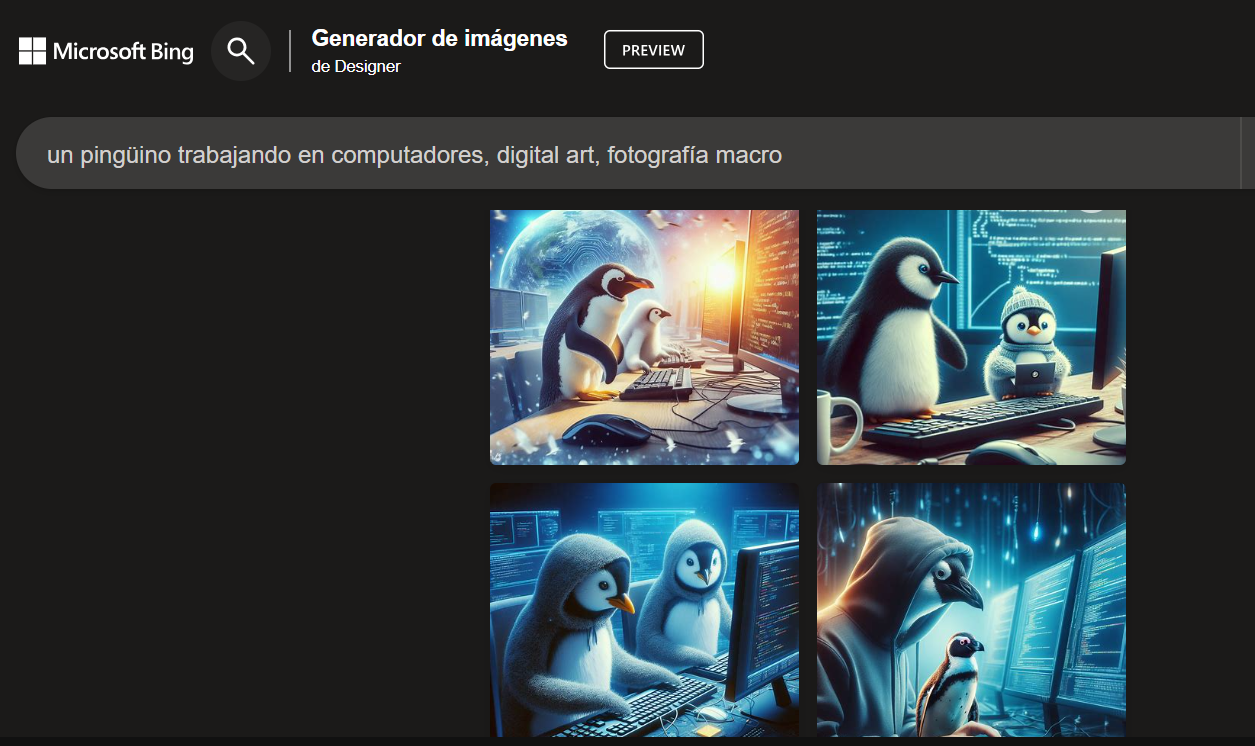 Microsoft Bing
Generador de imágenes
de Designer
PREVIEW
un pingüino trabajando en computadores, digital art, fotografía macro